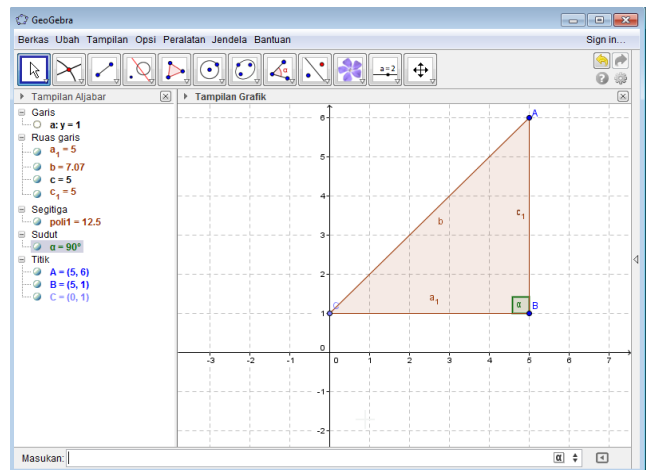 GeoGebra
Berkas Ubah Tampilan Opsi Peralatan Jendela Bantuan Sign in...
a=2
Tampilan Aljabar
Tampilan Grafik
Garis
a: y = 1
Ruas garis
a₁ = 5
b = 7.07
c = 5
c₁ = 5
Segitiga
poli1 = 12.5
Sudut
α = 90°
Titik
A = (5, 6)
B = (5, 1)
C = (0, 1)
6
A
5
4
c₁
b
3
2
a₁
C
α
B
1
0
-3 -2 -1 0 1 2 3 4 5 6 7
-1
-2
Masukan:
α